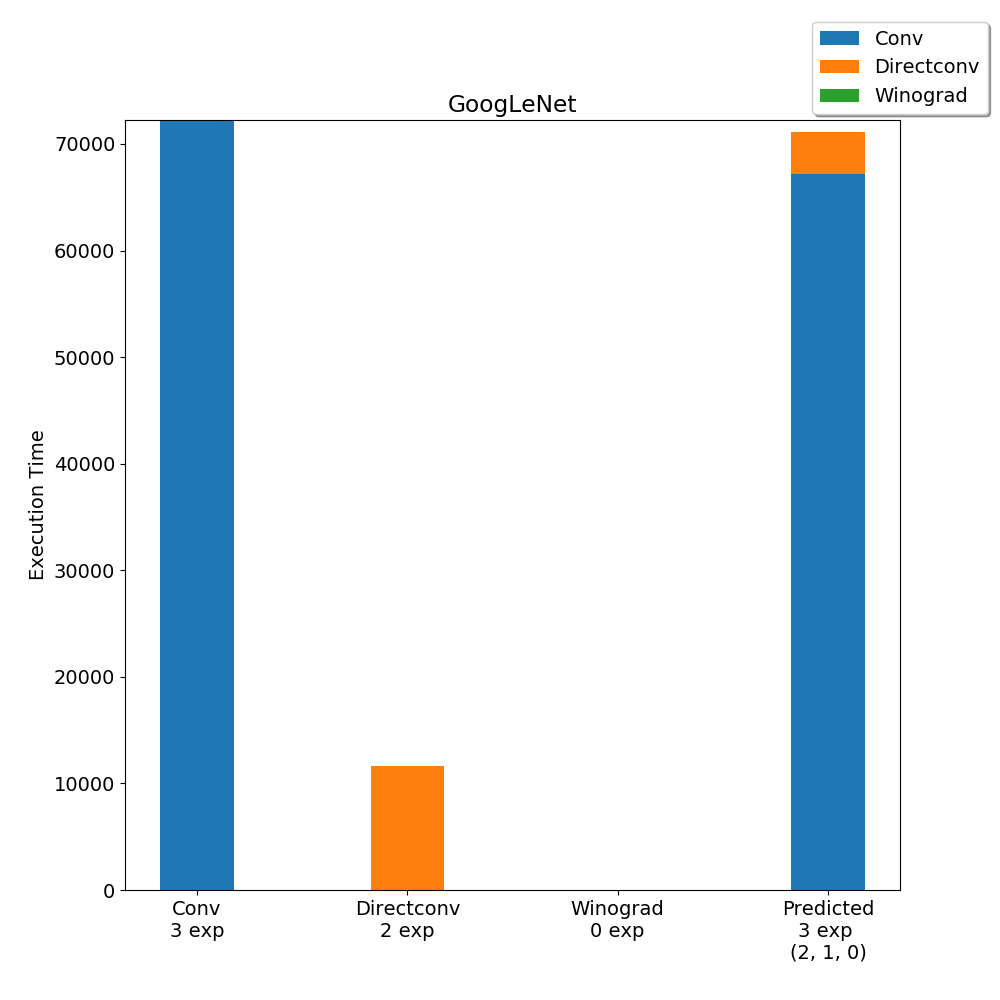 Conv
Directconv
Winograd
GoogLeNet
70000
60000
50000
40000
30000
20000
10000
0
Execution Time
Conv
3 exp
Directconv
2 exp
Winograd
0 exp
Predicted
3 exp
(2, 1, 0)